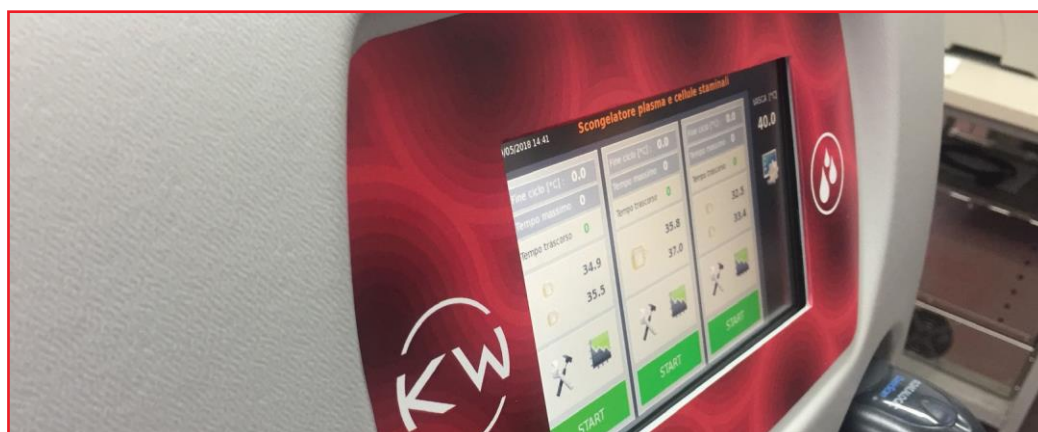 /05/2018 14:41
Scongelatore plasma e cellule staminali
Fine ciclo [°C] : 0.0
Tempo massimo 0
Tempo trascorso 0
34.9
35.5
START
Fine ciclo [°C] : 0.0
Tempo massimo 0
Tempo trascorso 0
35.8
37.0
START
Fine ciclo [°C] : 0.0
Tempo massimo 0
Tempo trascorso 0
32.5
33.4
START
VASCA [°C]
40.0
KW